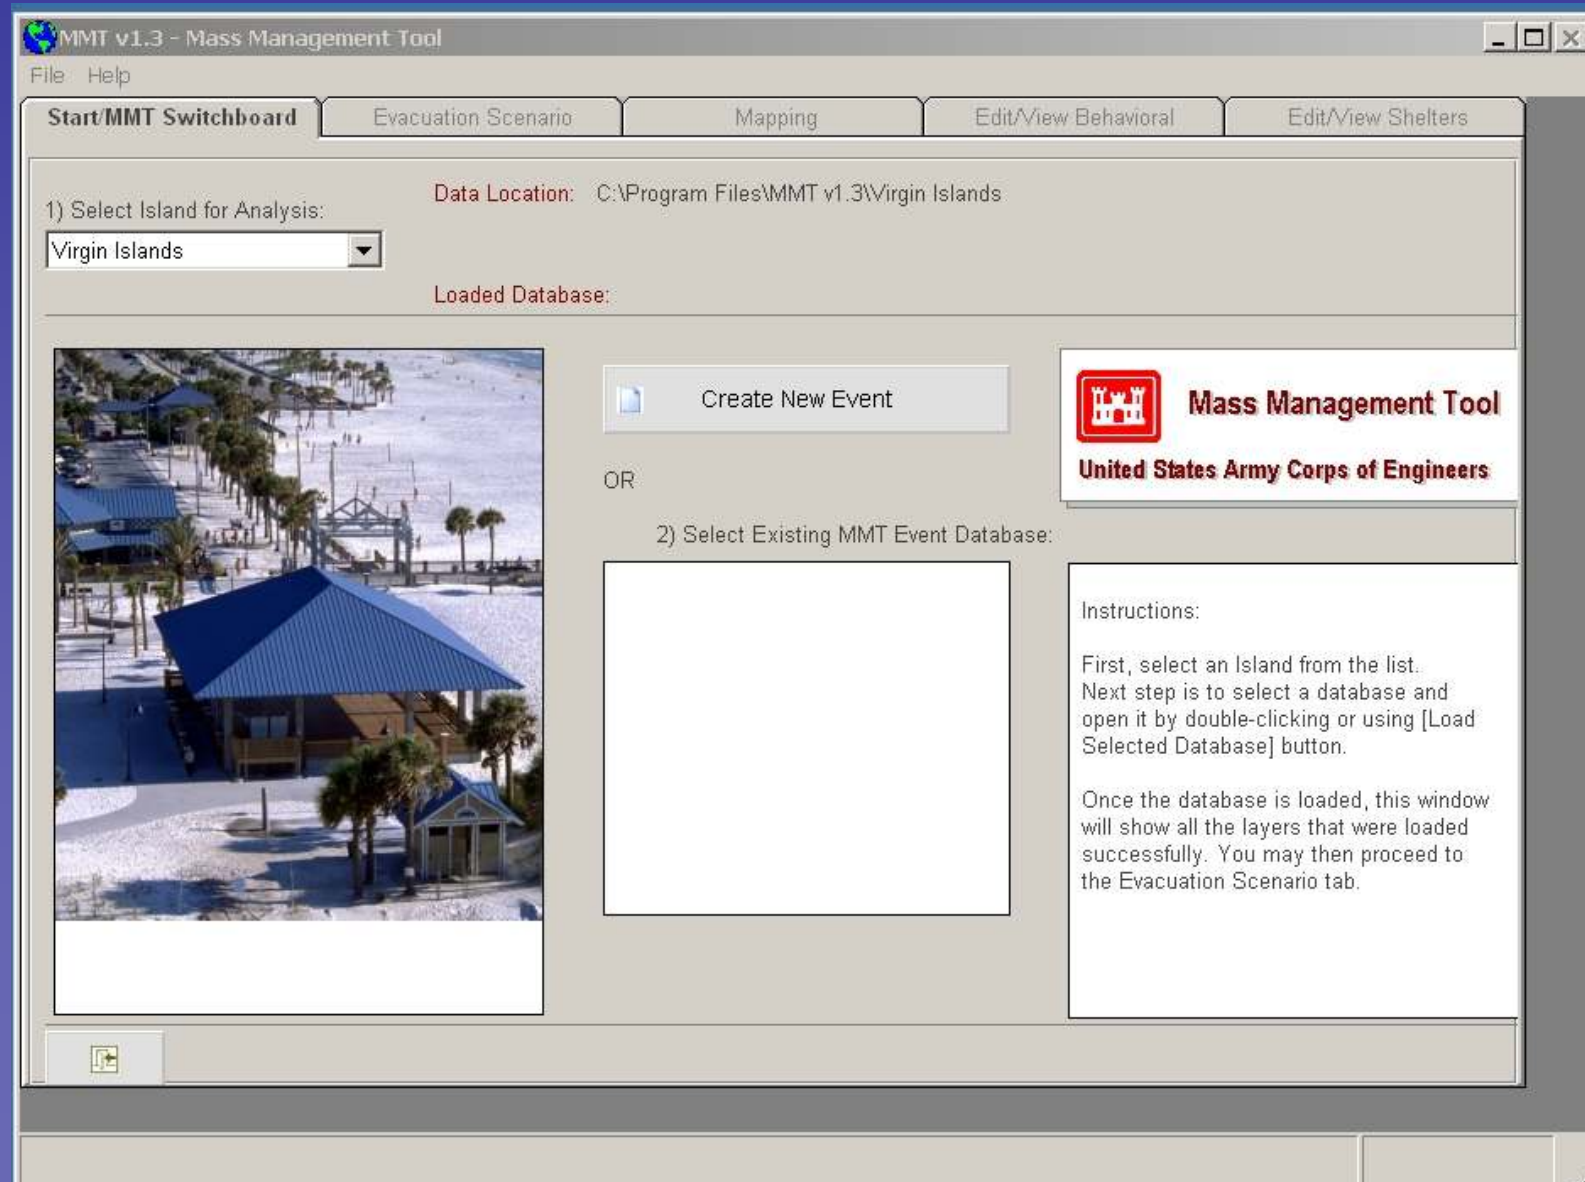 MMT v1.3 - Mass Management Tool
File Help
Start/MMT Switchboard Evacuation Scenario Mapping Edit/View Behavioral Edit/View Shelters
Data Location: C:\Program Files\MMT v1.3\Virgin Islands
1) Select Island for Analysis:
Virgin Islands
Loaded Database:
Create New Event
OR
2) Select Existing MMT Event Database:
Mass Management Tool
United States Army Corps of Engineers
Instructions:
First, select an Island from the list.
Next step is to select a database and
open it by double-clicking or using [Load
Selected Database] button.
Once the database is loaded, this window
will show all the layers that were loaded
successfully. You may then proceed to
the Evacuation Scenario tab.